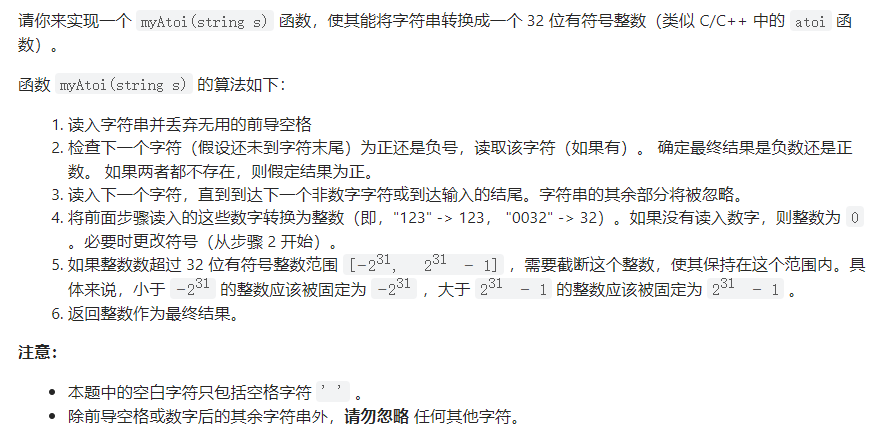 请你来实现一个 myAtoi(string s) 函数，使其能将字符串转换成一个 32 位有符号整数（类似 C/C++ 中的 atoi 函
数）。
函数 myAtoi(string s) 的算法如下：
1. 读入字符串并丢弃无用的前导空格
2. 检查下一个字符（假设还未到字符末尾）为正还是负号，读取该字符（如果有）。 确定最终结果是负数还是正
数。 如果两者都不存在，则假定结果为正。
3. 读入下一个字符，直到到达下一个非数字字符或到达输入的结尾。字符串的其余部分将被忽略。
4. 将前面步骤读入的这些数字转换为整数（即，"123" -> 123， "0032" -> 32）。如果没有读入数字，则整数为 0
。必要时更改符号（从步骤 2 开始）。
5. 如果整数数超过 32 位有符号整数范围 [−2³¹,  2³¹ − 1] ，需要截断这个整数，使其保持在这个范围内。具
体来说，小于 −2³¹ 的整数应该被固定为 −2³¹ ，大于 2³¹ − 1 的整数应该被固定为 2³¹ − 1 。
6. 返回整数作为最终结果。
注意：
• 本题中的空白字符只包括空格字符 ' ' 。
• 除前导空格或数字后的其余字符串外，请勿忽略 任何其他字符。